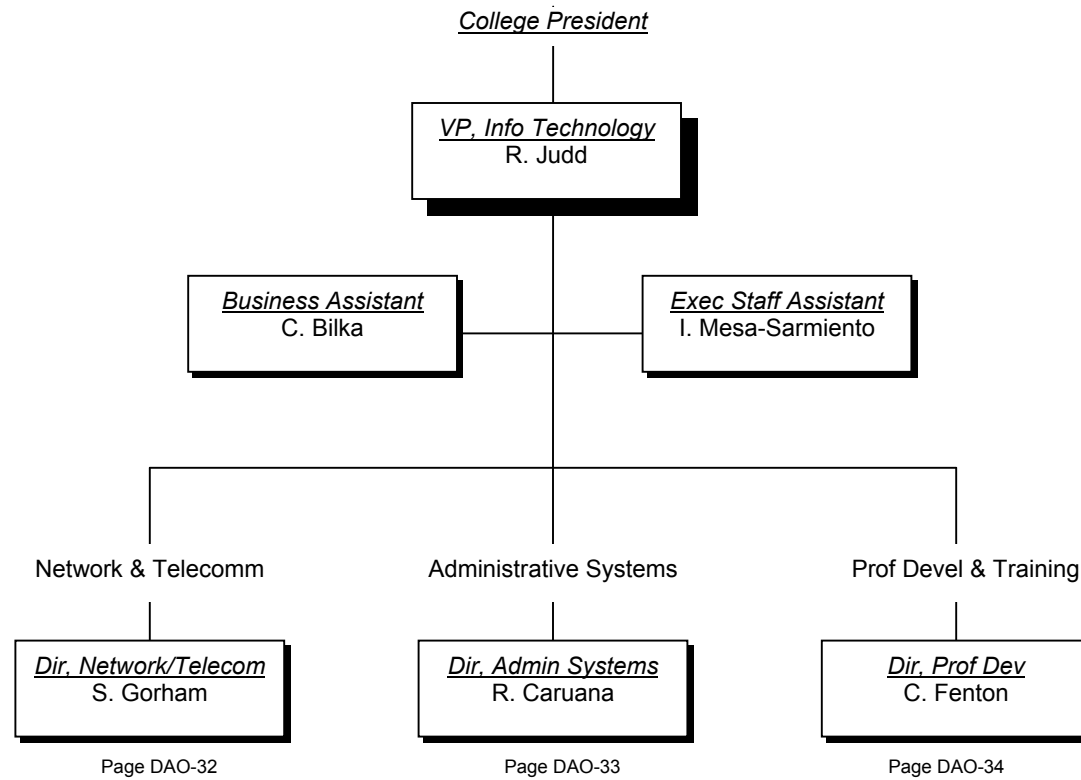 College President
VP, Info Technology
R. Judd
Business Assistant
C. Bilka
Exec Staff Assistant
I. Mesa-Sarmiento
Network & Telecomm
Administrative Systems
Prof Devel & Training
Dir, Network/Telecom
S. Gorham
Dir, Admin Systems
R. Caruana
Dir, Prof Dev
C. Fenton
Page DAO-32
Page DAO-33
Page DAO-34